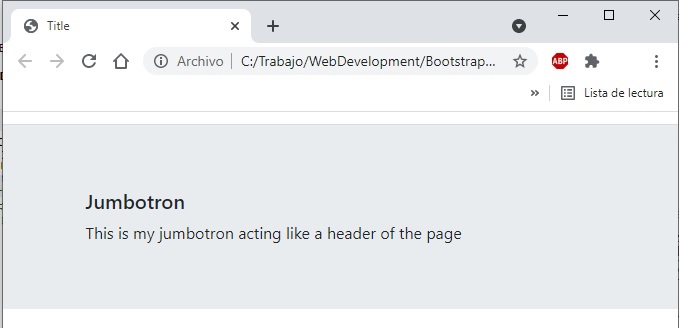 Title
Archivo C:/Trabajo/WebDevelopment/Bootstrap... ABP
» Lista de lectura
Jumbotron
This is my jumbotron acting like a header of the page